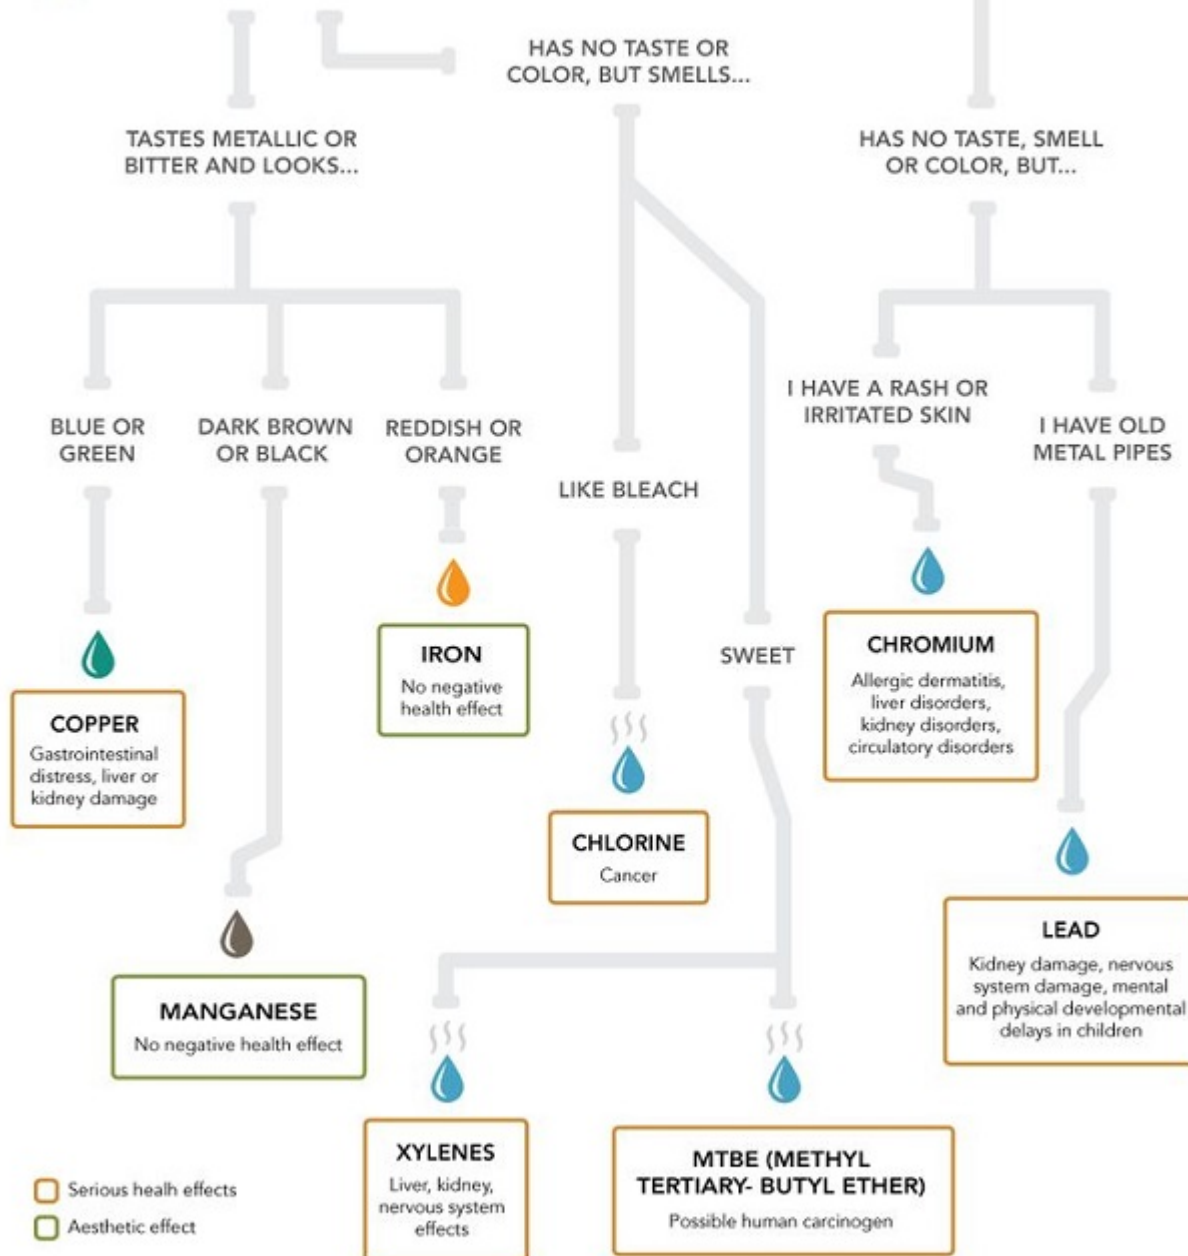 HAS NO TASTE OR
COLOR, BUT SMELLS...
TASTES METALLIC OR
BITTER AND LOOKS...
HAS NO TASTE, SMELL
OR COLOR, BUT...
BLUE OR
GREEN
DARK BROWN
OR BLACK
REDDISH OR
ORANGE
LIKE BLEACH
SWEET
I HAVE A RASH OR
IRRITATED SKIN
I HAVE OLD
METAL PIPES
COPPER
Gastrointestinal
distress, liver or
kidney damage
MANGANESE
No negative health effect
IRON
No negative
health effect
CHLORINE
Cancer
XYLENES
Liver, kidney,
nervous system
effects
MTBE (METHYL
TERTIARY- BUTYL ETHER)
Possible human carcinogen
CHROMIUM
Allergic dermatitis,
liver disorders,
kidney disorders,
circulatory disorders
LEAD
Kidney damage, nervous
system damage, mental
and physical developmental
delays in children
Serious healh effects
Aesthetic effect